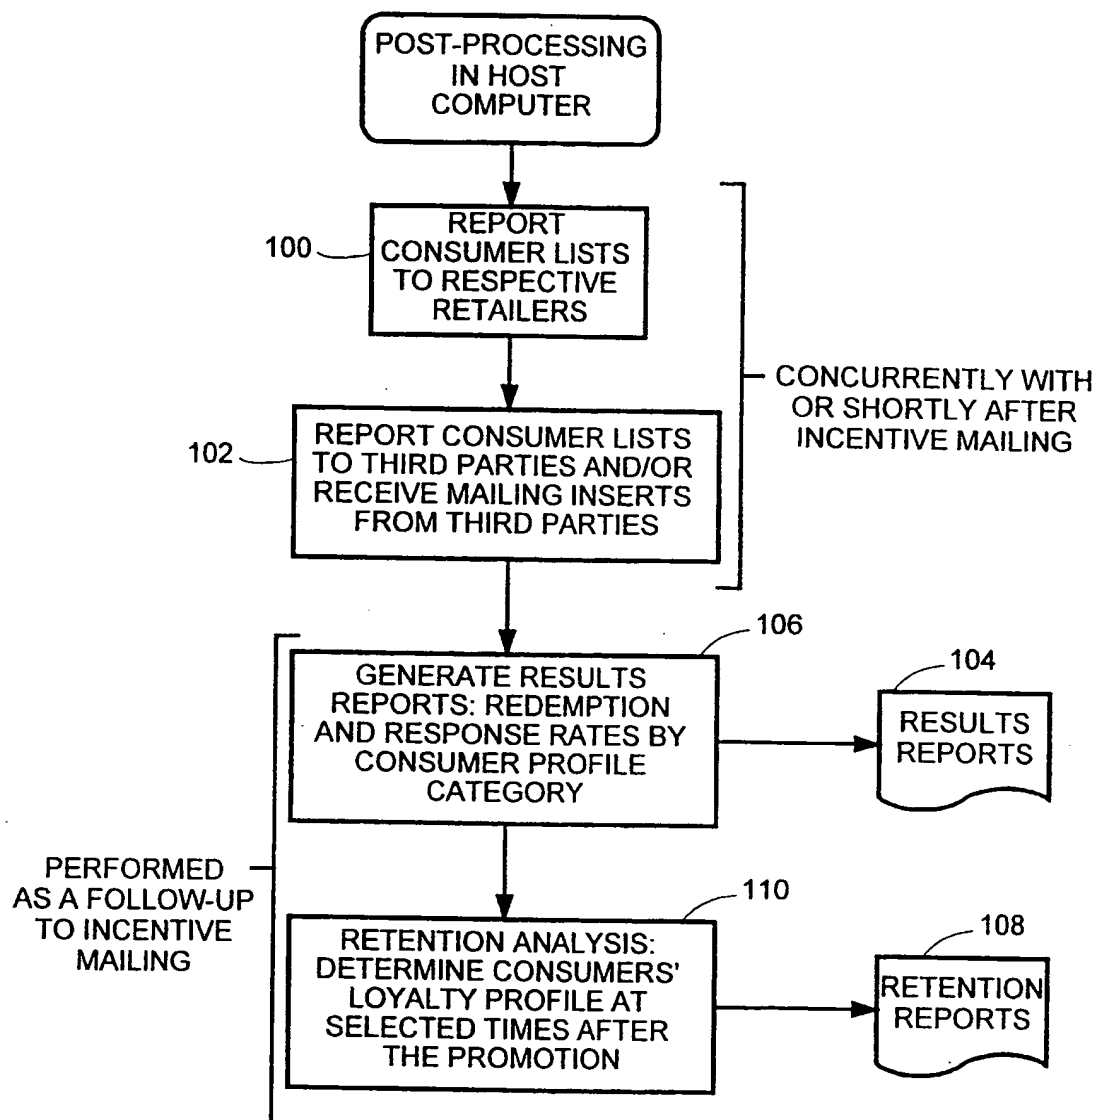 POST-PROCESSING
IN HOST
COMPUTER
100
REPORT
CONSUMER LISTS
TO RESPECTIVE
RETAILERS
CONCURRENTLY WITH
OR SHORTLY AFTER
INCENTIVE MAILING
102
REPORT CONSUMER LISTS
TO THIRD PARTIES AND/OR
RECEIVE MAILING INSERTS
FROM THIRD PARTIES
106
GENERATE RESULTS
REPORTS: REDEMPTION
AND RESPONSE RATES BY
CONSUMER PROFILE
CATEGORY
104
RESULTS
REPORTS
PERFORMED
AS A FOLLOW-UP
TO INCENTIVE
MAILING
110
RETENTION ANALYSIS:
DETERMINE CONSUMERS'
LOYALTY PROFILE AT
SELECTED TIMES AFTER
THE PROMOTION
108
RETENTION
REPORTS